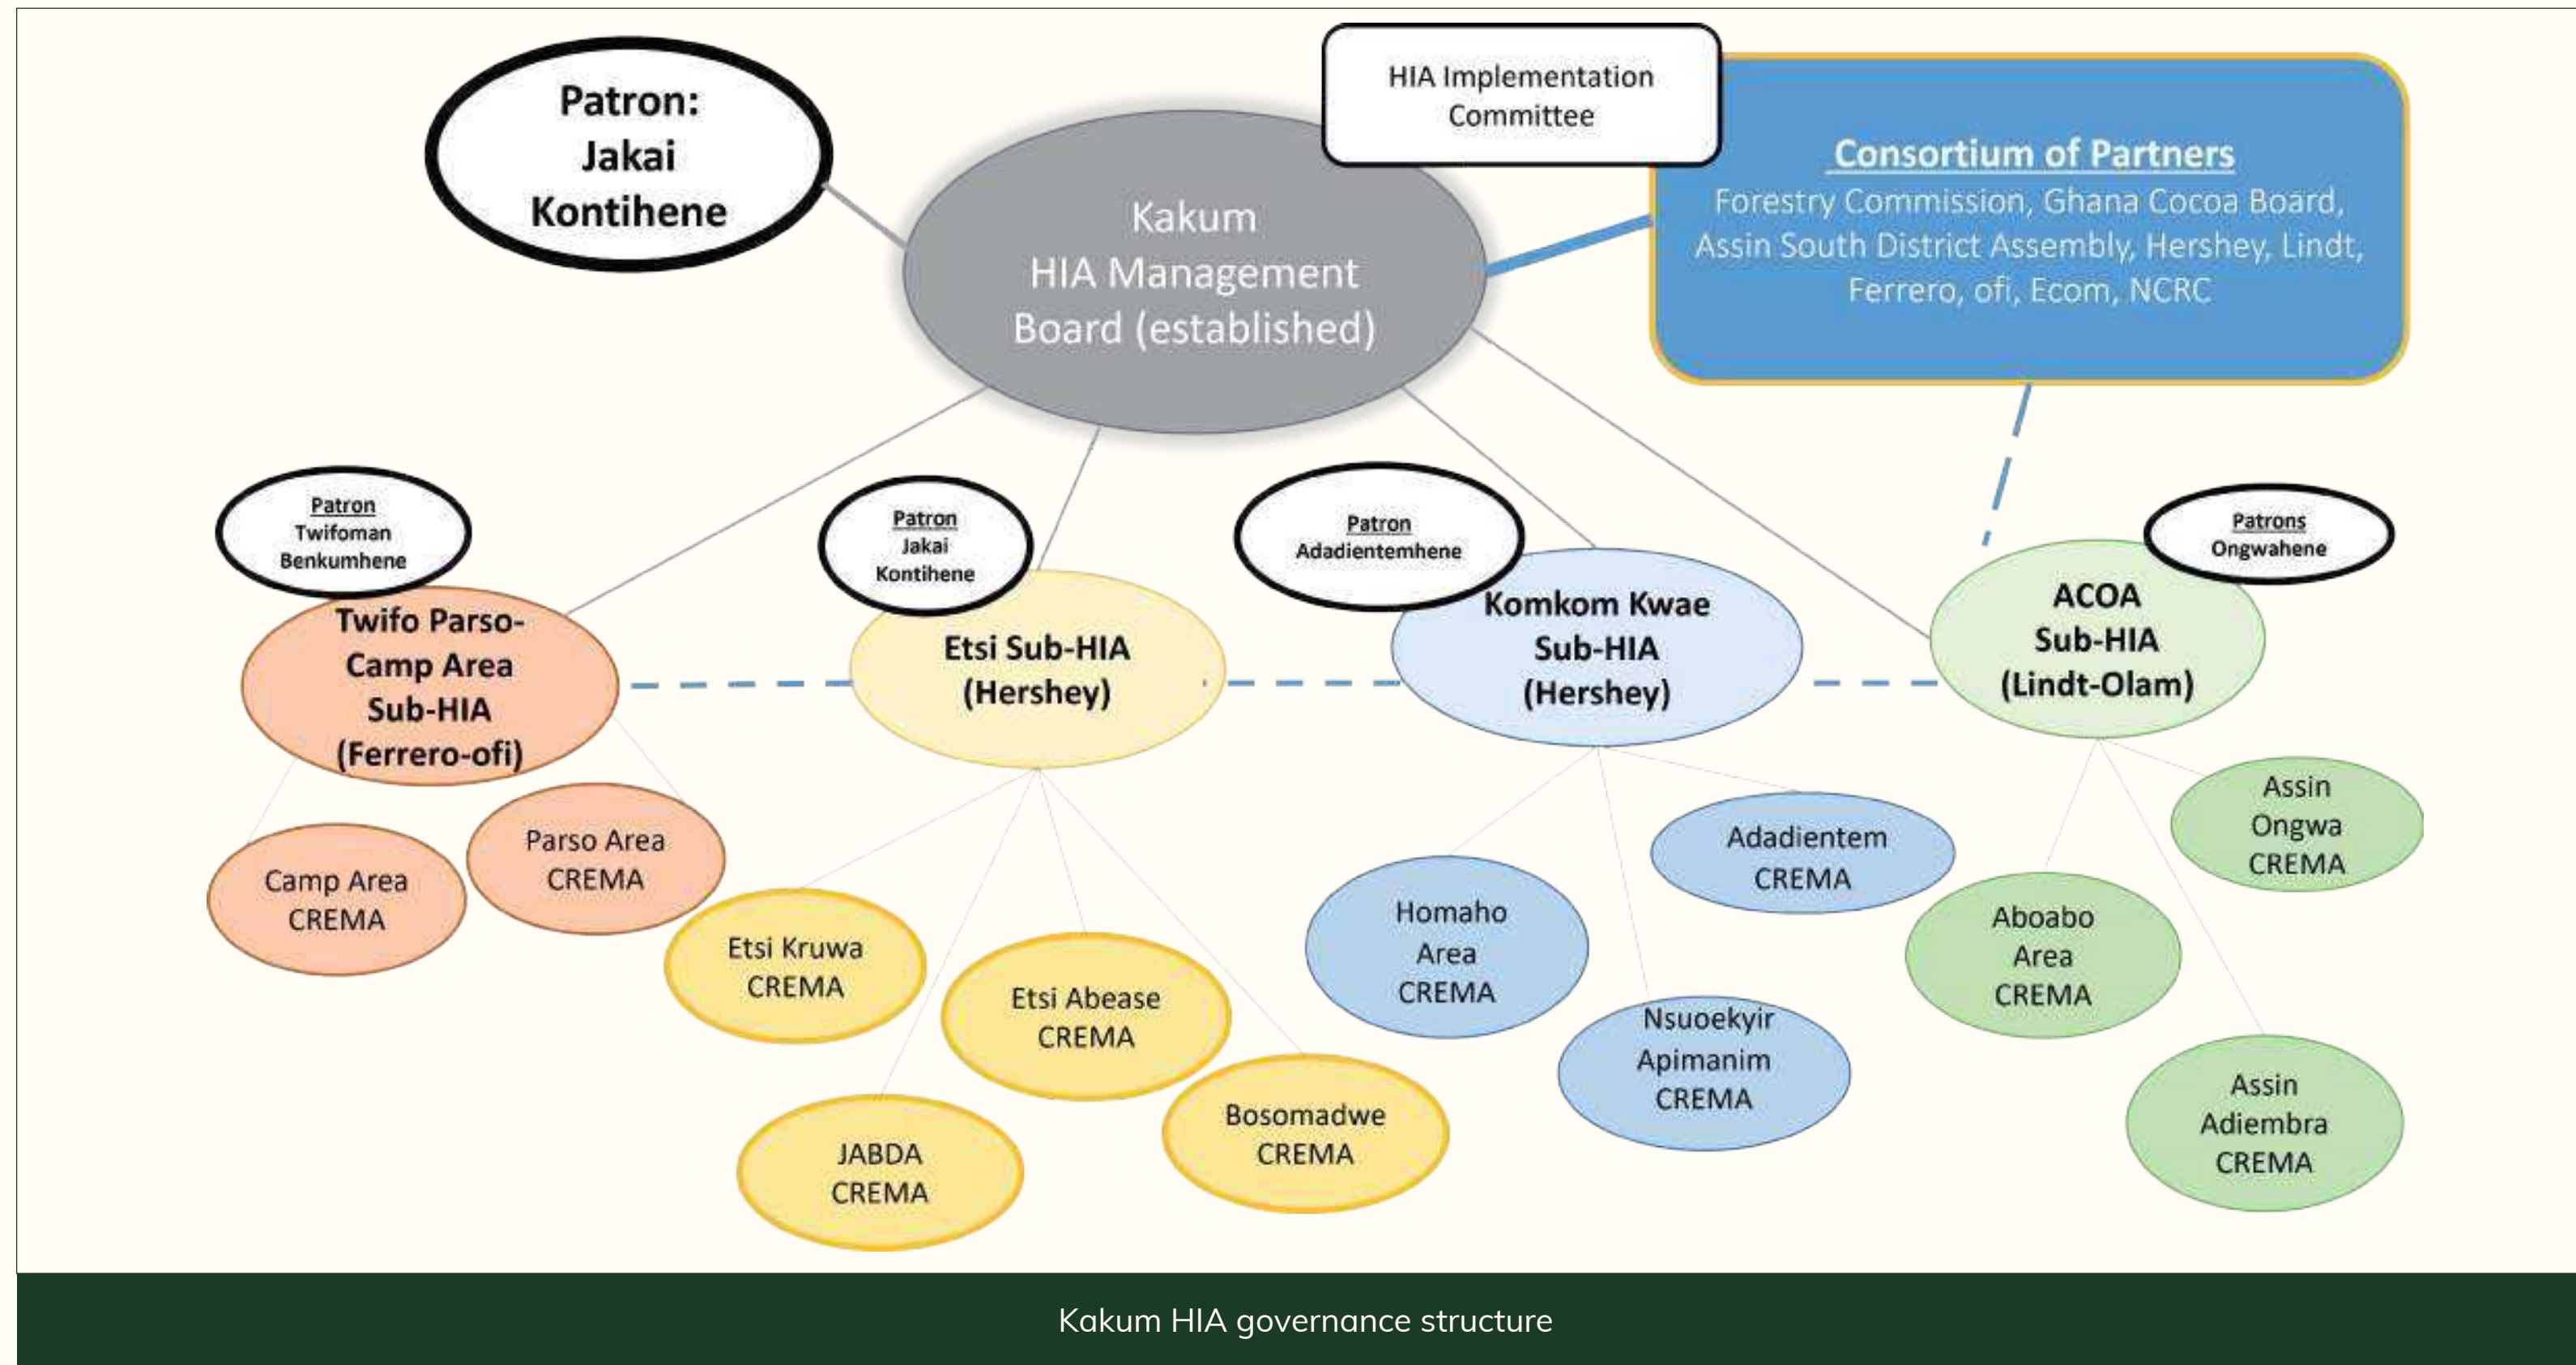 Patron:
Jakai
Kontihene
HIA Implementation
Committee
Kakum
HIA Management
Board (established)
Consortium of Partners
Forestry Commission, Ghana Cocoa Board,
Assin South District Assembly, Hershey, Lindt,
Ferrero, ofi, Ecom, NCRC
Patron
Twifoman
Benkumhene
Patron
Jakai
Kontihene
Patron
Adadientemhene
Patrons
Ongwahene
Twifo Parso-
Camp Area
Sub-HIA
(Ferrero-ofi)
Etsi Sub-HIA
(Hershey)
Komkom Kwae
Sub-HIA
(Hershey)
ACOA
Sub-HIA
(Lindt-Olam)
Camp Area
CREMA
Parso Area
CREMA
Etsi Kruwa
CREMA
JABDA
CREMA
Etsi Abease
CREMA
Bosomadwe
CREMA
Homaho
Area
CREMA
Nsuoekyir
Apimanim
CREMA
Adadientem
CREMA
Aboabo
Area
CREMA
Assin
Ongwa
CREMA
Assin
Adiembra
CREMA
Kakum HIA governance structure